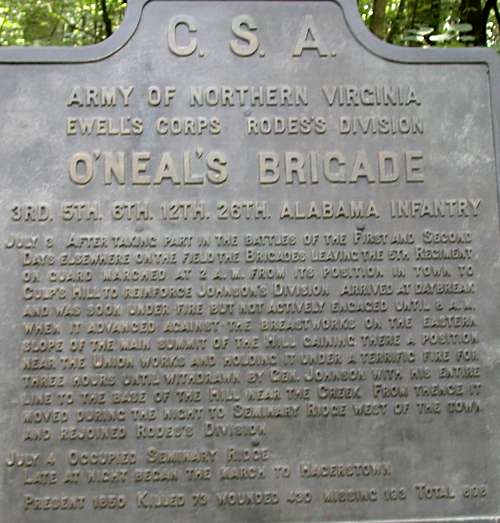 C. S. A.
ARMY OF NORTHERN VIRGINIA
EWELL'S CORPS RODES'S DIVISION
O'NEAL'S BRIGADE
3RD. 5TH. 6TH. 12TH. 26TH. ALABAMA INFANTRY
JULY 3 AFTER TAKING PART IN THE BATTLES OF THE FIRST AND SECOND
DAYS ELSEWHERE ON THE FIELD THE BRIGADES LEAVING THE 5TH. REGIMENT
ON GUARD MARCHED AT 2 A. M. FROM ITS POSITION IN TOWN TO
CULP'S HILL TO REINFORCE JOHNSON'S DIVISION ARRIVED AT DAYBREAK
AND WAS SOON UNDER FIRE BUT NOT ACTIVELY ENGAGED UNTIL 8 A. M.
WHEN IT ADVANCED AGAINST THE BREASTWORKS ON THE EASTERN
SLOPE OF THE MAIN SUMMIT OF THE HILL GAINING THERE A POSITION
NEAR THE UNION WORKS AND HOLDING IT UNDER A TERRIFIC FIRE FOR
THREE HOURS UNTIL WITHDRAWN BY GEN. JOHNSON WITH HIS ENTIRE
LINE TO THE BASE OF THE HILL NEAR THE CREEK FROM THENCE IT
MOVED DURING THE NIGHT TO SEMINARY RIDGE WEST OF THE TOWN
AND REJOINED RODES'S DIVISION
JULY 4 OCCUPIED SEMINARY RIDGE
LATE AT NIGHT BEGAN THE MARCH TO HAGERSTOWN
PRESENT 1650 KILLED 73 WOUNDED 430 MISSING 193 TOTAL 696